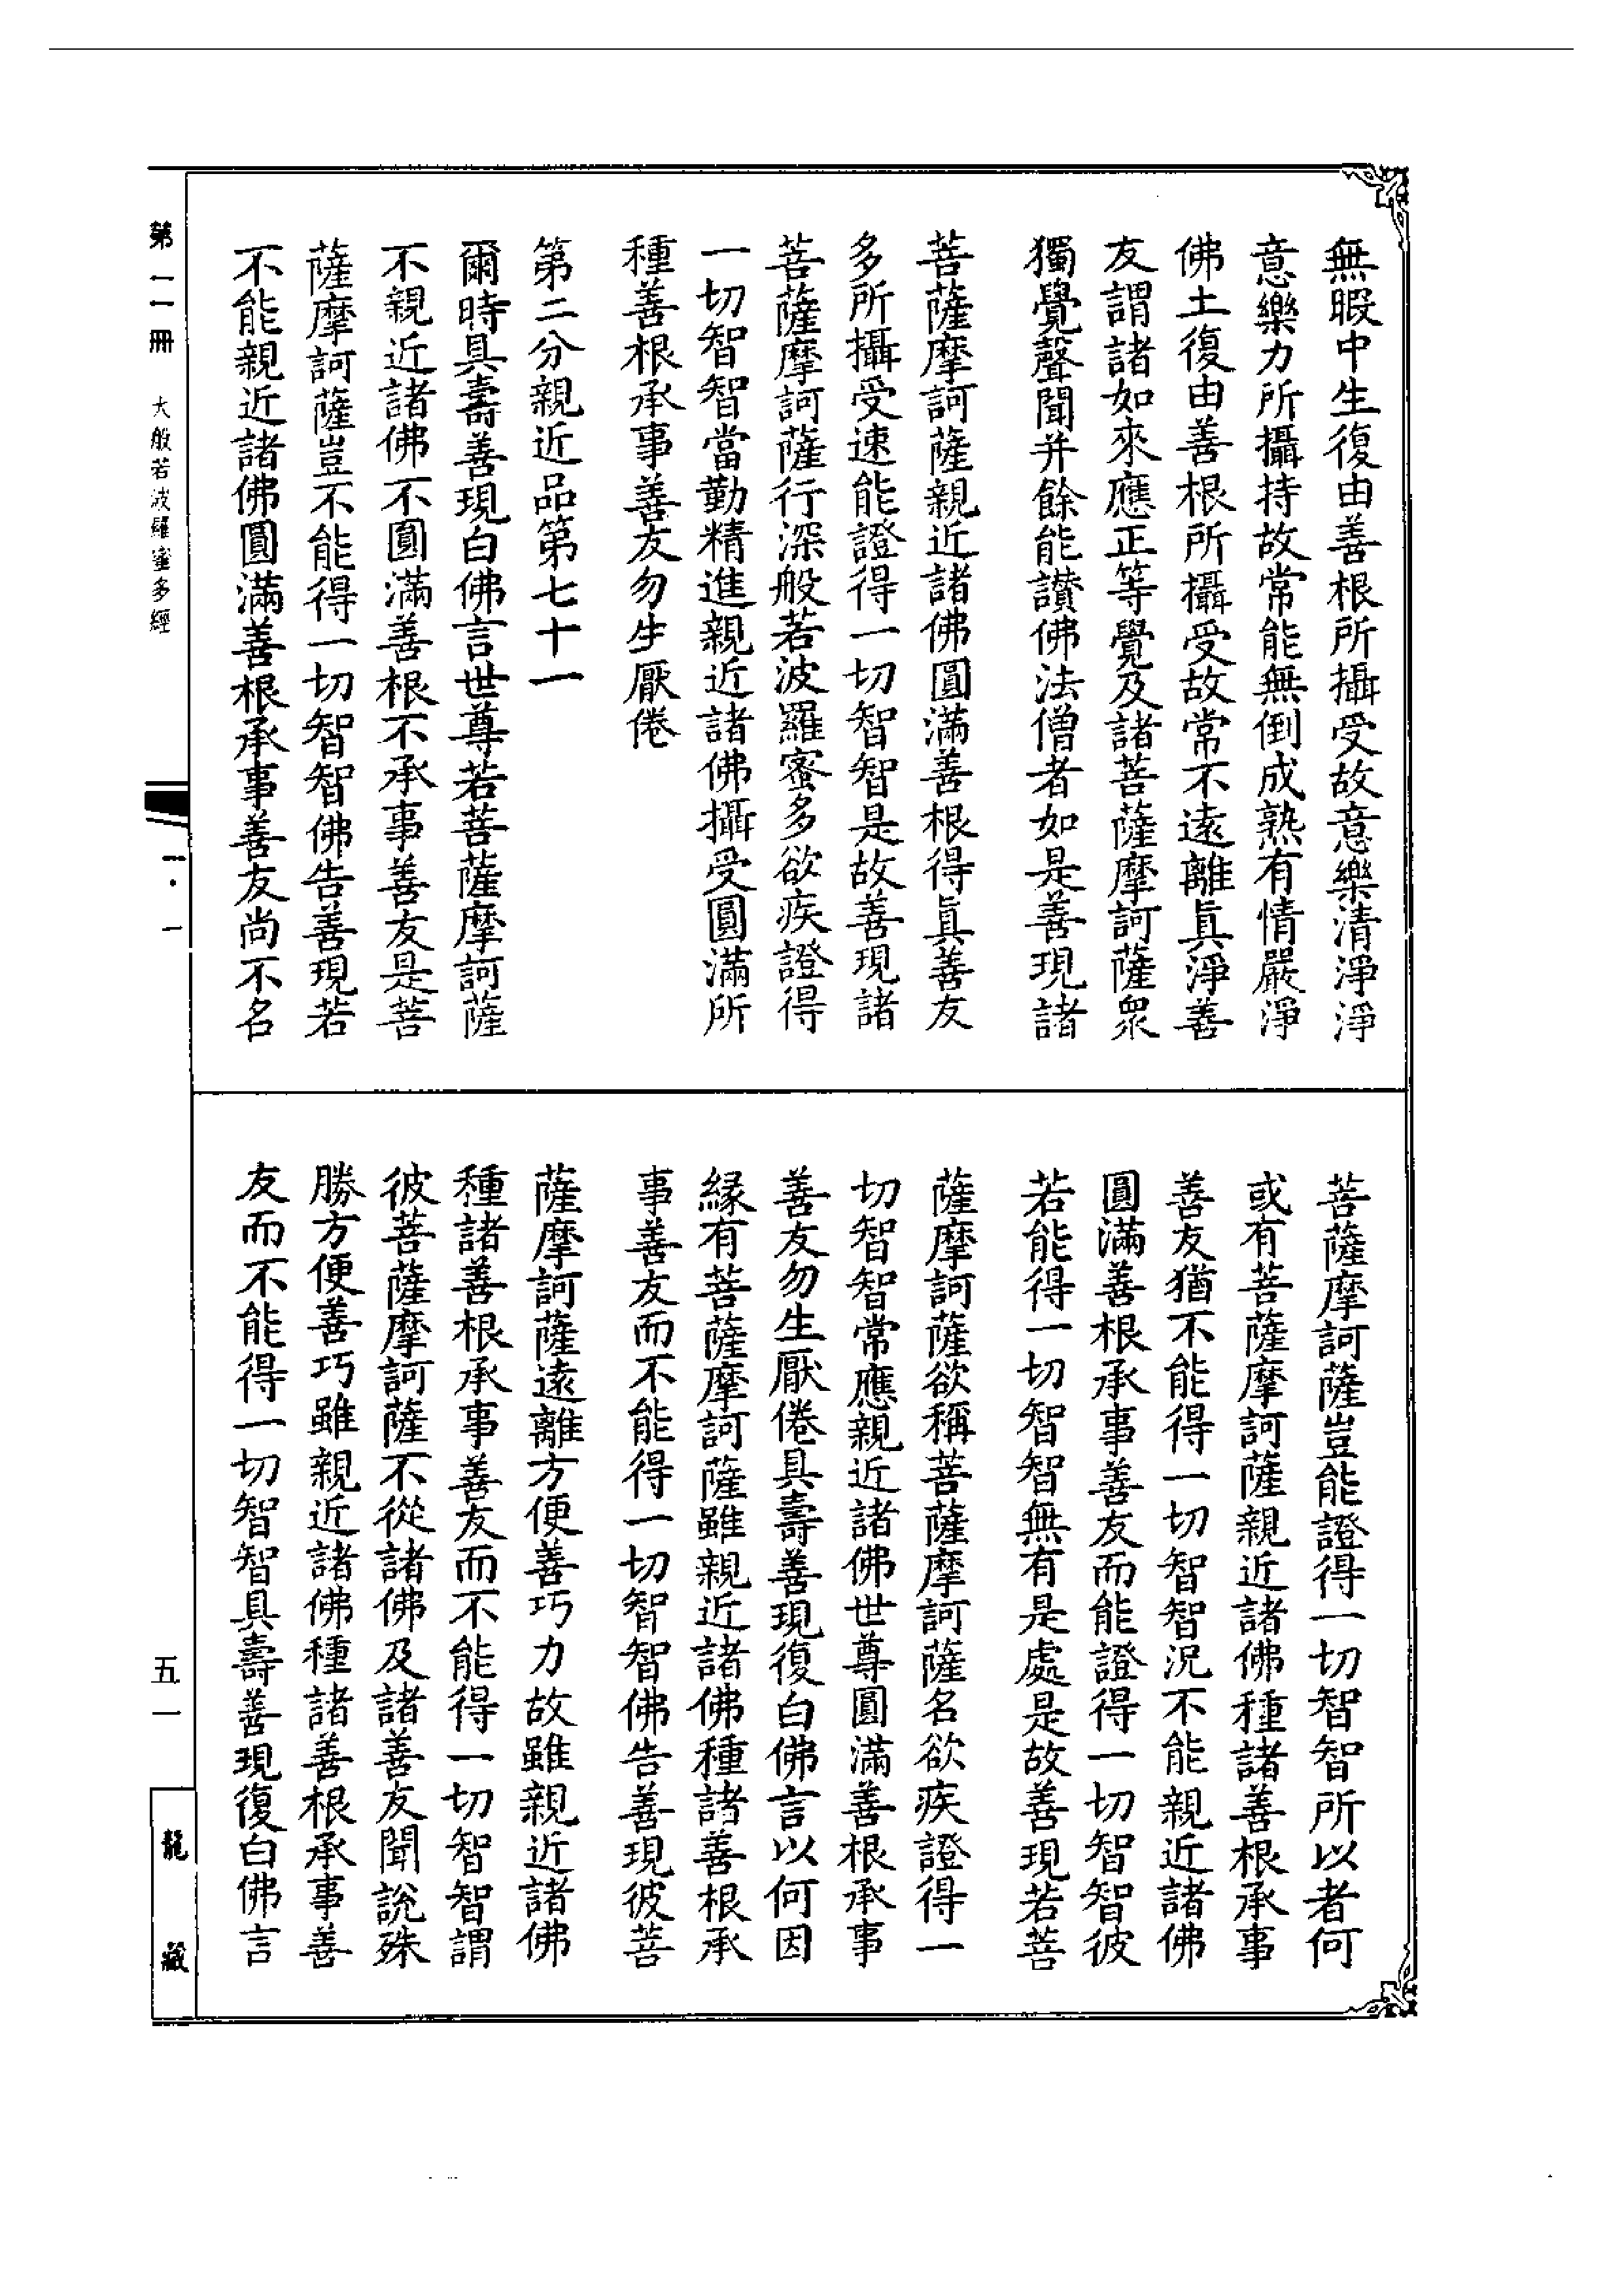 無暇中生復由善根所攝受故意樂清淨淨
意樂力所攝持故常能無倒成熟有情嚴淨
佛土復由善根所攝受故常不遠離真淨善
友謂諸如來應正等覺及諸菩薩摩訶薩衆
獨覺聲聞并餘能讃佛法僧者如是善現諸
菩薩摩訶薩親近諸佛圓滿善根得真善友
多所攝受速能證得一切智智是故善現諸
菩薩摩訶薩行深般若波羅蜜多欲疾證得
一切智智當勤精進親近諸佛攝受圓滿所
種善根承事善友勿生厭倦
第二分親近品第七十一
爾時具壽善現白佛言世尊若菩薩摩訶薩
不親近諸佛不圓滿善根不承事善友是菩
薩摩訶薩豈不能得一切智智佛告善現若
不能親近諸佛圓滿善根承事善友尚不名
菩薩摩訶薩豈能證得一切智智所以者何
或有菩薩摩訶薩親近諸佛種諸善根承事
善友猶不能得一切智智況不能親近諸佛
圓滿善根承事善友而能證得一切智智彼
若能得一切智智無有是處是故善現若菩
薩摩訶薩欲稱菩薩摩訶薩名欲疾證得一
切智智常應親近諸佛世尊圓滿善根承事
善友勿生厭倦具壽善現復白佛言以何因
緣有菩薩摩訶薩雖親近諸佛種諸善根承
事善友而不能得一切智智佛告善現彼菩
薩摩訶薩遠離方便善巧力故雖親近諸佛
種諸善根承事善友而不能得一切智智謂
彼菩薩摩訶薩不從諸佛及諸善友聞說殊
勝方便善巧雖親近諸佛種諸善根承事善
友而不能得一切智智具壽善現復白佛言
第一一冊 大般若波羅蜜多經
一一·一
五一
龍藏